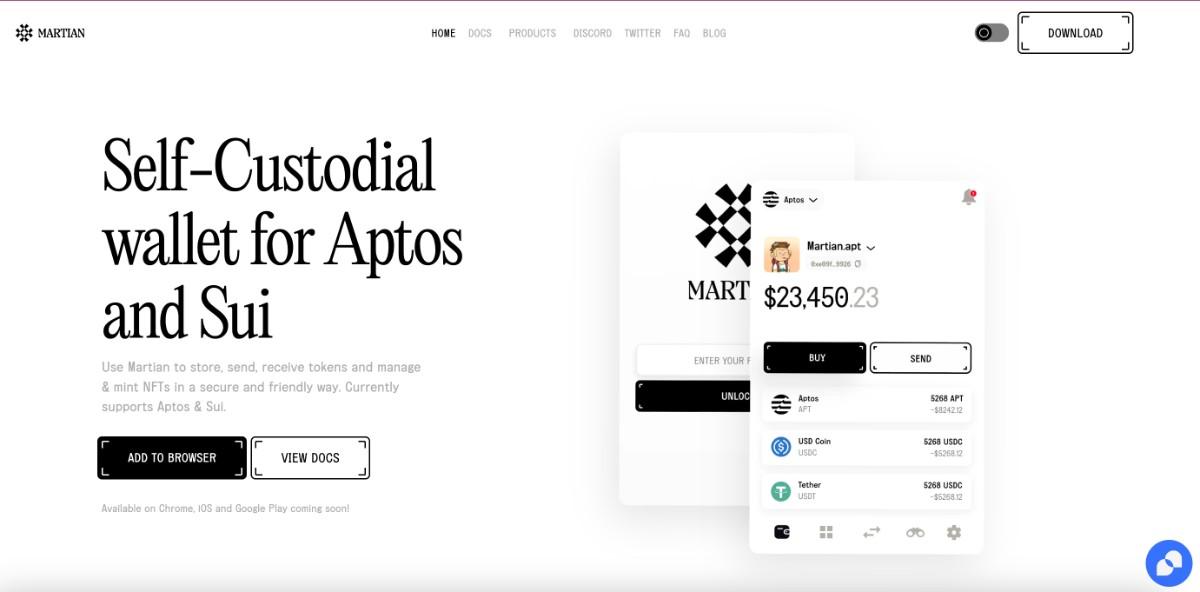 MARTIAN
HOME DOCS PRODUCTS DISCORD TWITTER FAQ BLOG
DOWNLOAD
Self-Custodial
wallet for Aptos
and Sui
Use Martian to store, send, receive tokens and manage
& mint NFTs in a secure and friendly way. Currently
supports Aptos & Sui.
ADD TO BROWSER
VIEW DOCS
Available on Chrome, iOS and Google Play coming soon!
MART
ENTER YOUR
UNLOC
Aptos
Martian.apt
$23,450.23
BUY
SEND
Aptos 5268 APT
APT ~$8242.12
USD Coin 5268 USDC
USDC ~$5268.12
Tether 5268 USDC
USDT ~$5268.12